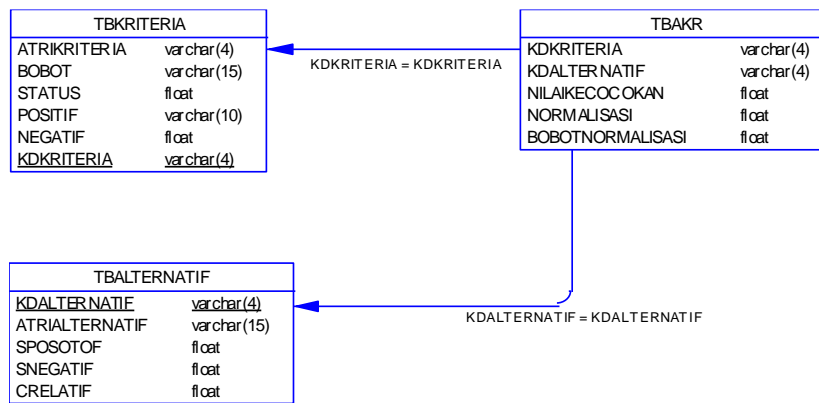 TBKRITERIA
ATRIKRITERIA varchar(4)
BOBOT varchar(15)
STATUS float
POSITIF varchar(10)
NEGATIF float
KDKRITERIA varchar(4)
KDKRITERIA = KDKRITERIA
TBAKR
KDKRITERIA varchar(4)
KDALTERNATIF varchar(4)
NILAIKECOCOKAN float
NORMALISASI float
BOBOTNORMALISASI float
TBALTERNATIF
KDALTERNATIF varchar(4)
ATRIALTERNATIF varchar(15)
SPOSOTOF float
SNEGATIF float
CRELATIF float
KDALTERNATIF = KDALTERNATIF